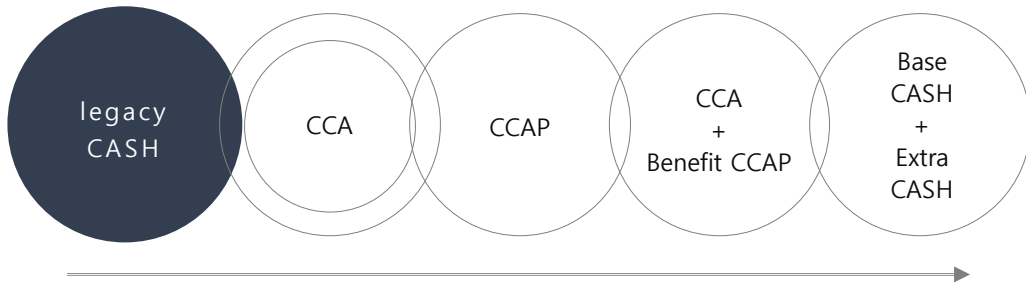 legacy
CASH
CCA
CCAP
CCA
+
Benefit CCAP
Base
CASH
+
Extra
CASH